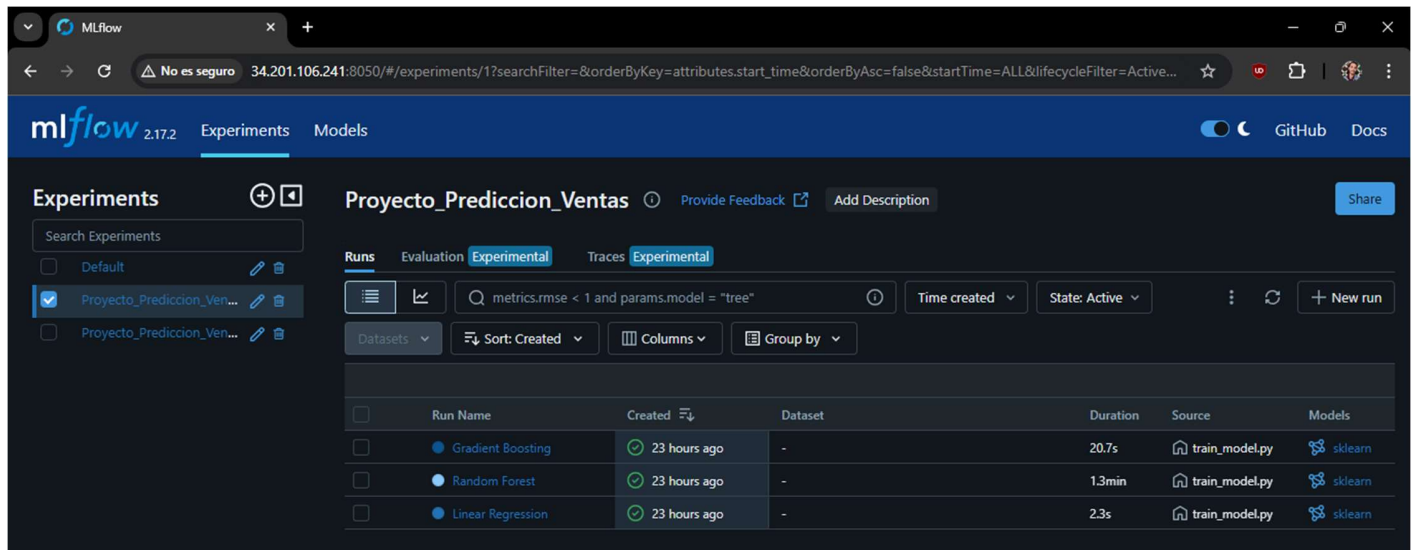 MLflow
No es seguro 34.201.106.241:8050/#/experiments/1?searchFilter=&orderByKey=attributes.start_time&orderByAsc=false&startTime=ALL&lifecycleFilter=Active...
mlflow 2.17.2 Experiments Models GitHub Docs
Experiments
Search Experiments
Default
Proyecto_Prediccion_Ven...
Proyecto_Prediccion_Ven...
Proyecto_Prediccion_Ventas Provide Feedback Add Description Share
Runs Evaluation Experimental Traces Experimental
metrics.rmse < 1 and params.model = "tree" Time created State: Active New run
Datasets Sort: Created Columns Group by
Run Name Created Dataset Duration Source Models
Gradient Boosting 23 hours ago - 20.7s train_model.py sklearn
Random Forest 23 hours ago - 1.3min train_model.py sklearn
Linear Regression 23 hours ago - 2.3s train_model.py sklearn